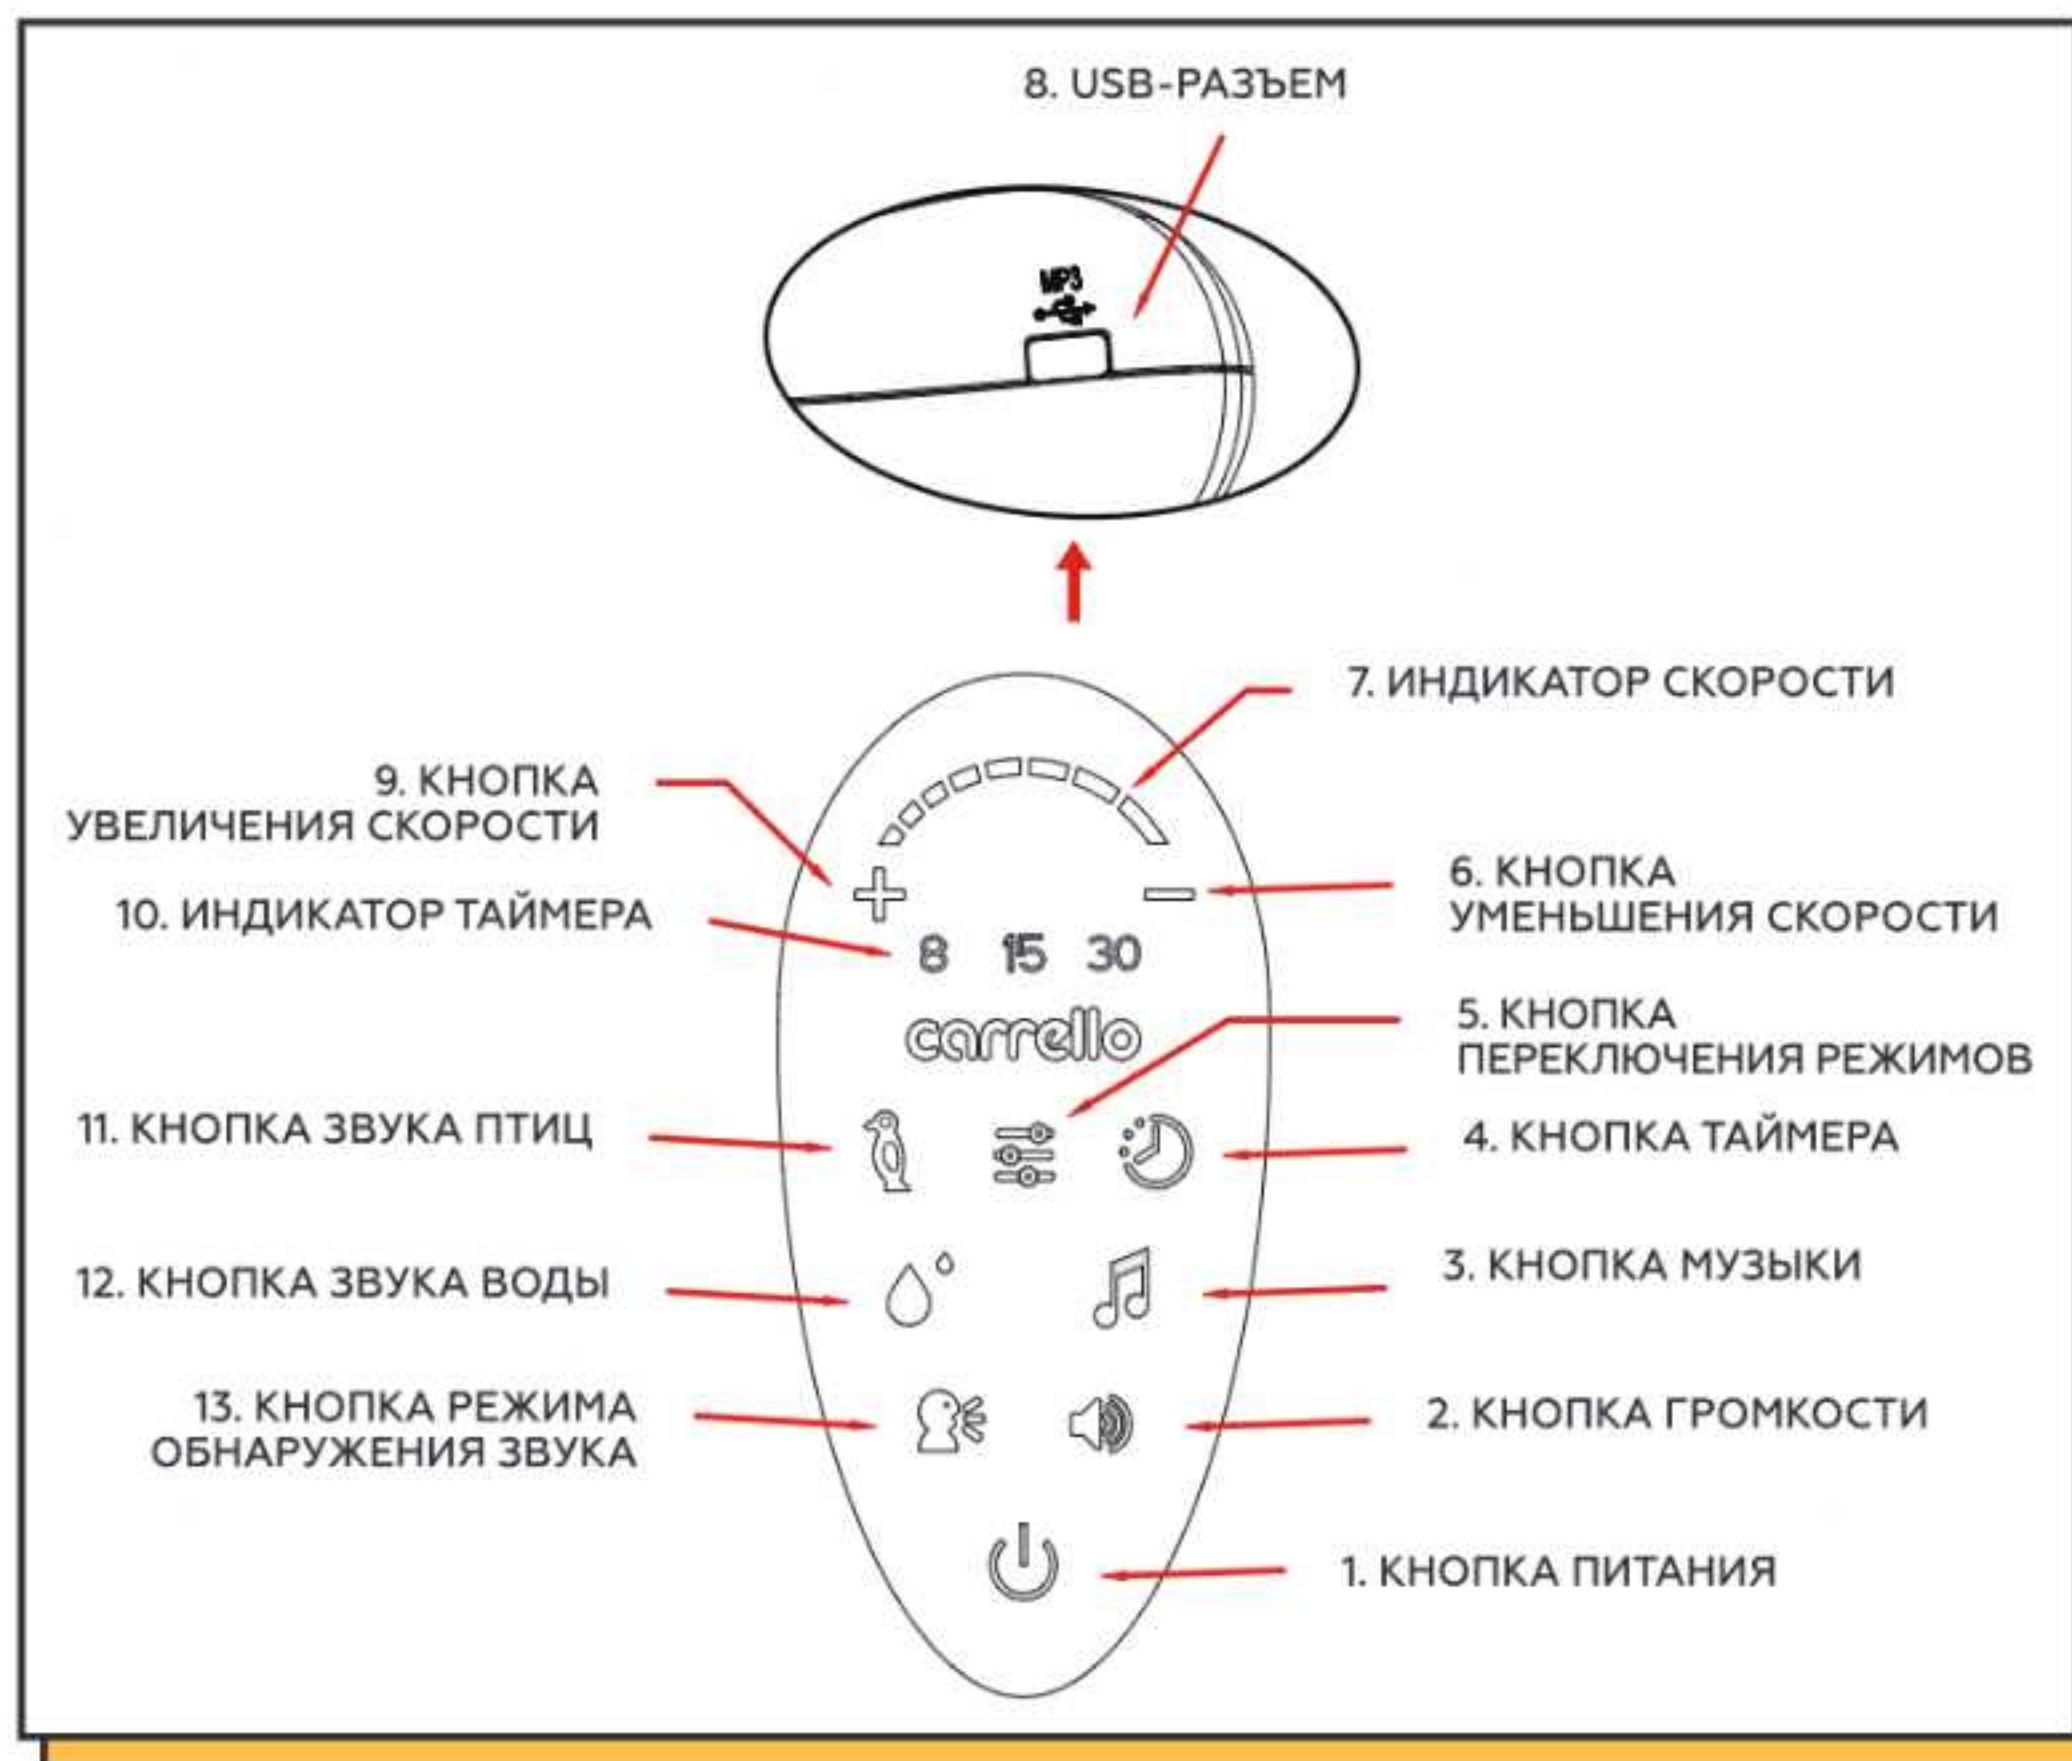 8. USB-РАЗЪЕМ
MP3
7. ИНДИКАТОР СКОРОСТИ
9. КНОПКА
УВЕЛИЧЕНИЯ СКОРОСТИ
6. КНОПКА
УМЕНЬШЕНИЯ СКОРОСТИ
10. ИНДИКАТОР ТАЙМЕРА
8 15 30
carrello
5. КНОПКА
ПЕРЕКЛЮЧЕНИЯ РЕЖИМОВ
11. КНОПКА ЗВУКА ПТИЦ
4. КНОПКА ТАЙМЕРА
12. КНОПКА ЗВУКА ВОДЫ
3. КНОПКА МУЗЫКИ
13. КНОПКА РЕЖИМА
ОБНАРУЖЕНИЯ ЗВУКА
2. КНОПКА ГРОМКОСТИ
1. КНОПКА ПИТАНИЯ